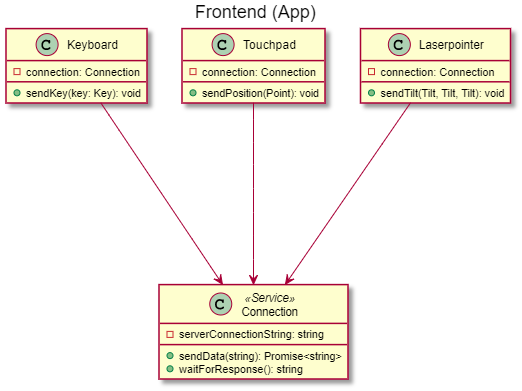 Frontend (App)
C Keyboard
connection: Connection
sendKey(key: Key): void
C Touchpad
connection: Connection
sendPosition(Point): void
C Laserpointer
connection: Connection
sendTilt(Tilt, Tilt, Tilt): void
«Service»
C Connection
serverConnectionString: string
sendData(string): Promise<string>
waitForResponse(): string